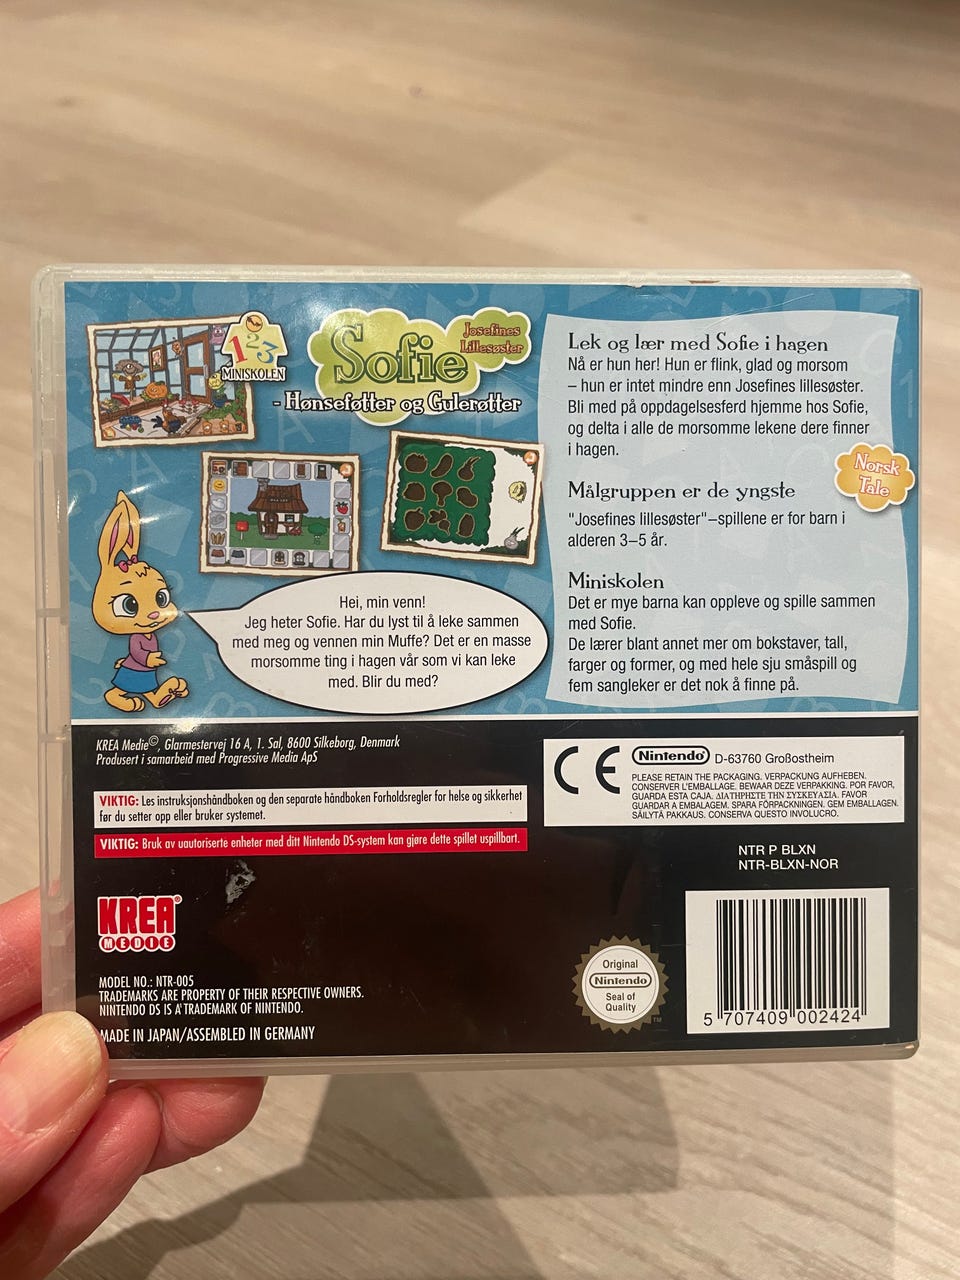 1 2 3
MINISKOLEN
Sofie
Josefines
Lillesøster
- Hønseføtter og Gulerøtter
Hei, min venn!
Jeg heter Sofie. Har du lyst til å leke sammen
med meg og vennen min Muffe? Det er en masse
morsomme ting i hagen vår som vi kan leke
med. Blir du med?
Lek og lær med Sofie i hagen
Nå er hun her! Hun er flink, glad og morsom
– hun er intet mindre enn Josefines lillesøster.
Bli med på oppdagelsesferd hjemme hos Sofie,
og delta i alle de morsomme lekene dere finner
i hagen.
Norsk
Tale
Målgruppen er de yngste
"Josefines lillesøster"–spillene er for barn i
alderen 3–5 år.
Miniskolen
Det er mye barna kan oppleve og spille sammen
med Sofie.
De lærer blant annet mer om bokstaver, tall,
farger og former, og med hele sju småspill og
fem sangleker er det nok å finne på.
KREA Medie©, Glarmestervej 16 A, 1. Sal, 8600 Silkeborg, Denmark
Produsert i samarbeid med Progressive Media ApS
VIKTIG: Les instruksjonshåndboken og den separate håndboken Forholdsregler for helse og sikkerhet
før du setter opp eller bruker systemet.
VIKTIG: Bruk av uautoriserte enheter med ditt Nintendo DS-system kan gjøre dette spillet uspillbart.
CE
Nintendo D-63760 Großostheim
PLEASE RETAIN THE PACKAGING. VERPACKUNG AUFHEBEN.
CONSERVER L'EMBALLAGE. BEWAAR DEZE VERPAKKING. POR FAVOR,
GUARDA ESTA CAJA. ΔΙΑΤΗΡΗΣΤΕ ΤΗΝ ΣΥΣΚΕΥΑΣΙΑ. FAVOR
GUARDAR A EMBALAGEM. SPARA FÖRPACKNINGEN. GEM EMBALLAGEN.
SÄILYTÄ PAKKAUS. CONSERVA QUESTO INVOLUCRO.
NTR P BLXN
NTR-BLXN-NOR
KREA®
MEDIE
MODEL NO.: NTR-005
TRADEMARKS ARE PROPERTY OF THEIR RESPECTIVE OWNERS.
NINTENDO DS IS A TRADEMARK OF NINTENDO.
MADE IN JAPAN/ASSEMBLED IN GERMANY
Original
Nintendo
Seal of
Quality
TM
5 707409 002424